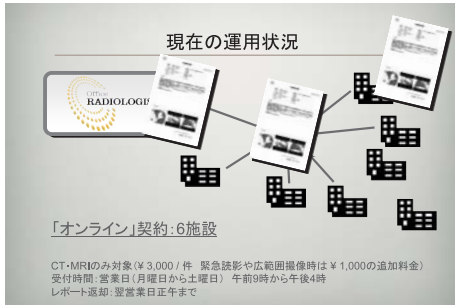 現在の運用状況
Office
RADIOLOGIS
「オンライン」契約:6施設
CT・MRIのみ対象(¥ 3,000 / 件 緊急読影や広範囲撮像時は ¥ 1,000の追加料金)
受付時間:営業日(月曜日から土曜日) 午前9時から午後4時
レポート返却:翌営業日正午まで